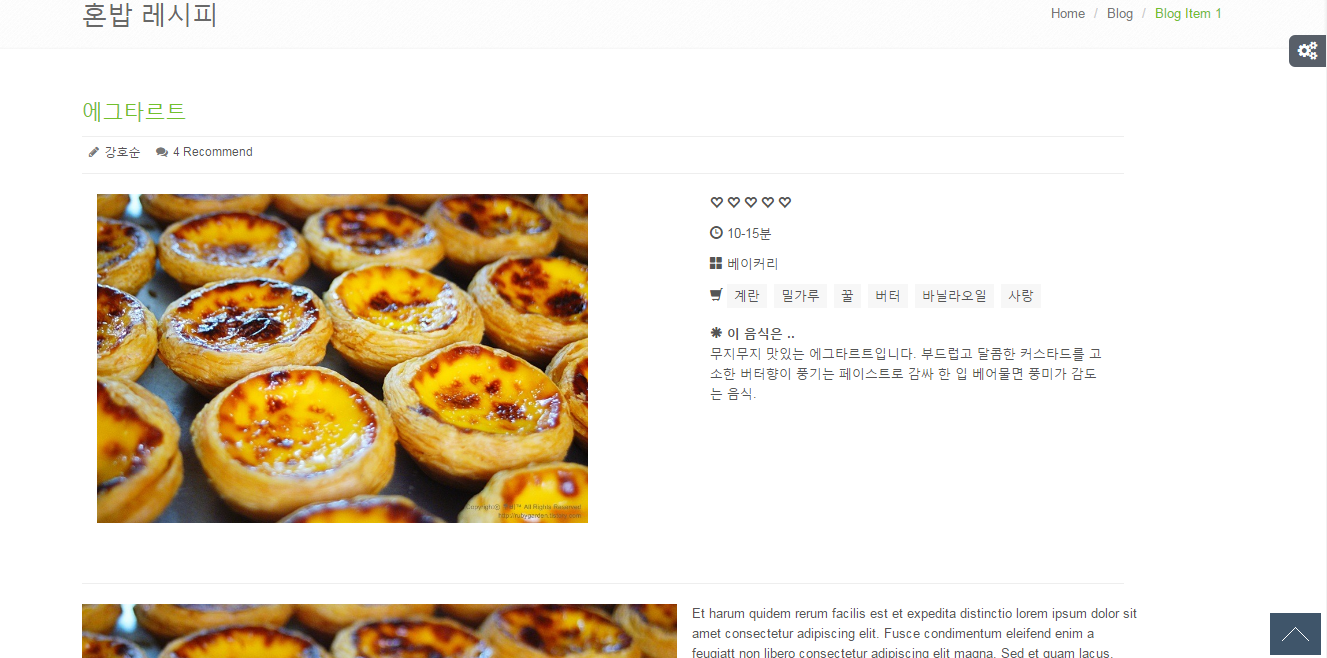 혼밥 레시피
Home / Blog / Blog Item 1
에그타르트
강호순 4 Recommend
10-15분
베이커리
계란 밀가루 꿀 버터 바닐라오일 사랑
이 음식은 ..
무지무지 맛있는 에그타르트입니다. 부드럽고 달콤한 커스타드를 고
소한 버터향이 풍기는 페이스트로 감싸 한 입 베어물면 풍미가 감도
는 음식.
All Rights Reserved
Et harum quidem rerum facilis est et expedita distinctio lorem ipsum dolor sit
amet consectetur adipiscing elit. Fusce condimentum eleifend enim a
feugiatt non libero consectetur adipiscing elit magna. Sed et quam lacus.